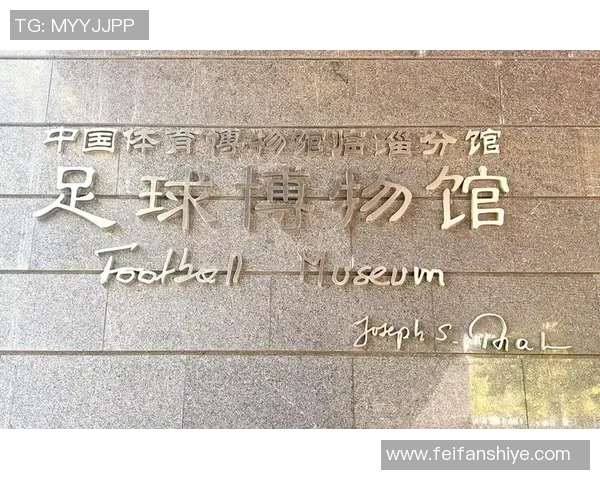 TG: MYYJJPP
中国体育博物馆临淄分馆
足球博物馆
Football Museum
Joseph S.
www.feifanshiye.com